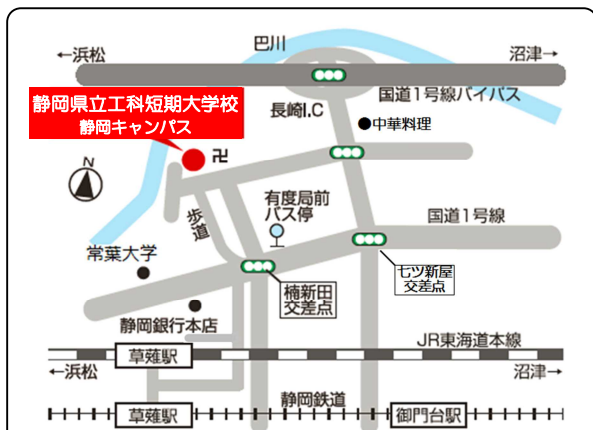 巴川
←浜松
沼津→
国道1号線バイパス
長崎I.C
静岡県立工科短期大学校
静岡キャンパス
中華料理
卍
N
有度局前
バス停
歩道
国道1号線
常葉大学
七ツ新屋
交差点
楠新田
交差点
静岡銀行本店
JR東海道本線
草薙駅
←浜松
沼津→
静岡鉄道
草薙駅
御門台駅